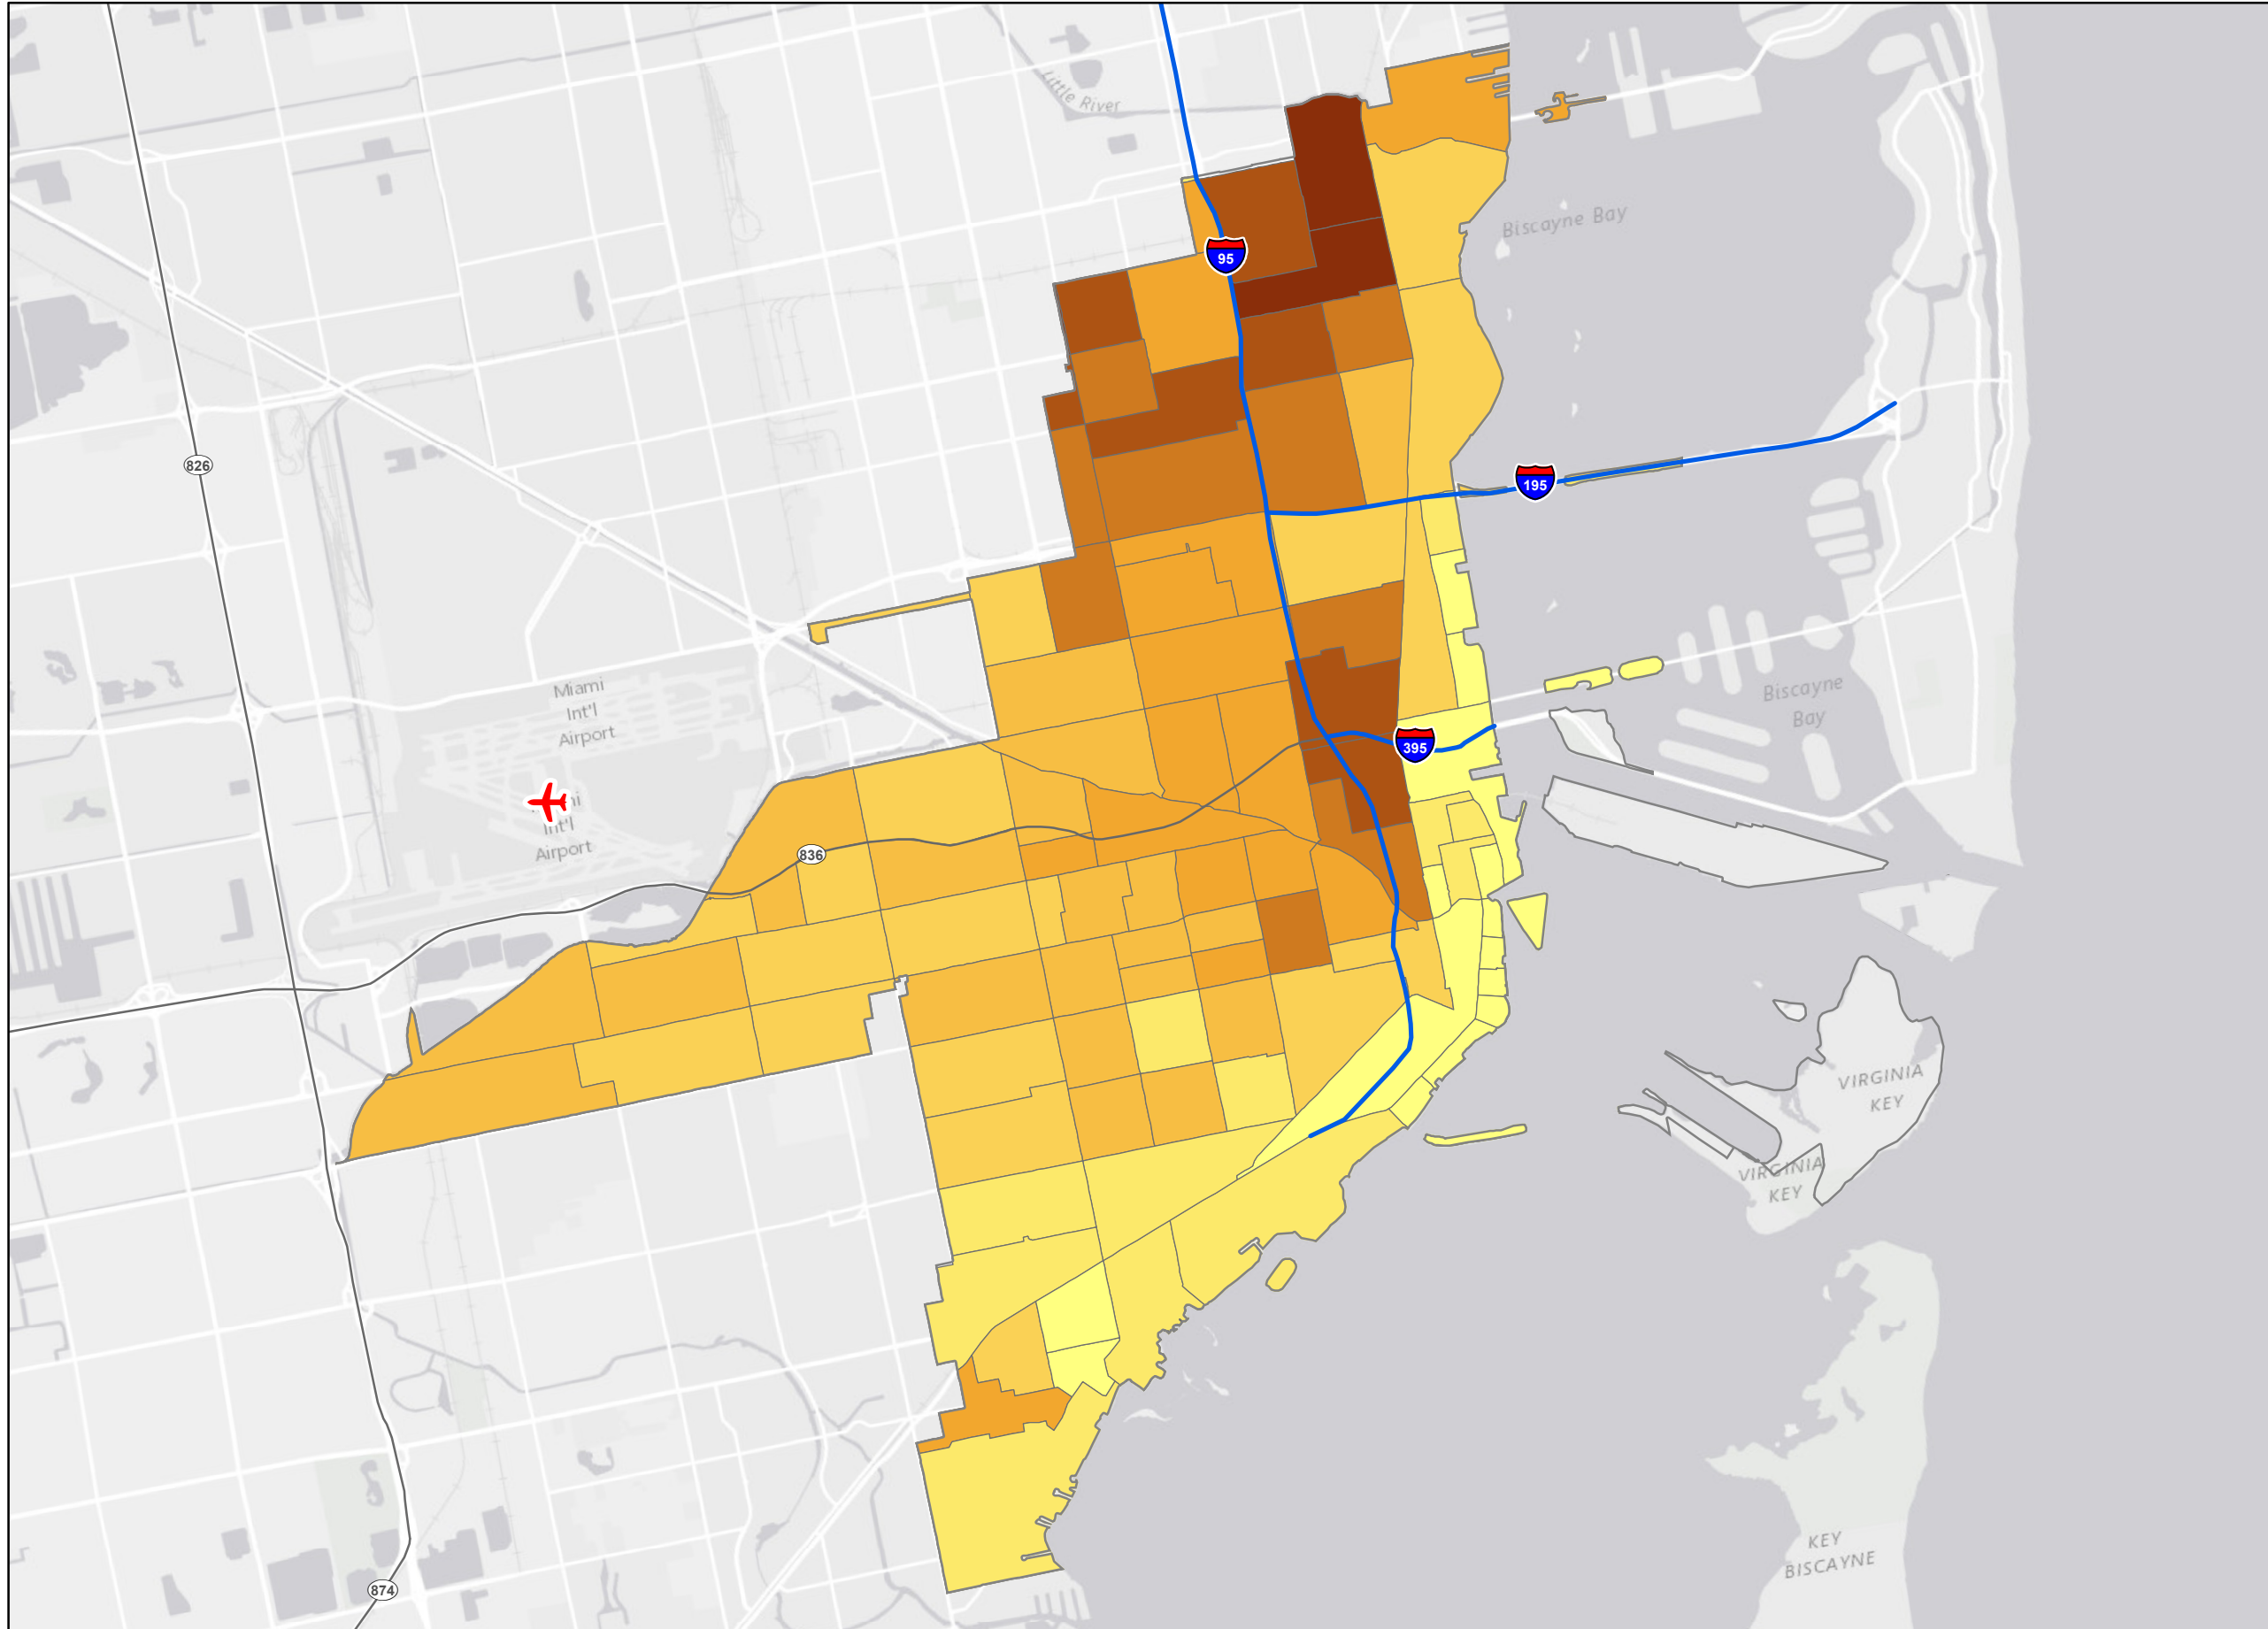 Little River
Biscayne Bay
95
826
195
Miami
Int'l
Airport
Biscayne
Bay
395
Int'l
Airport
836
VIRGINIA
KEY
VIRGINIA
KEY
KEY
BISCAYNE
874